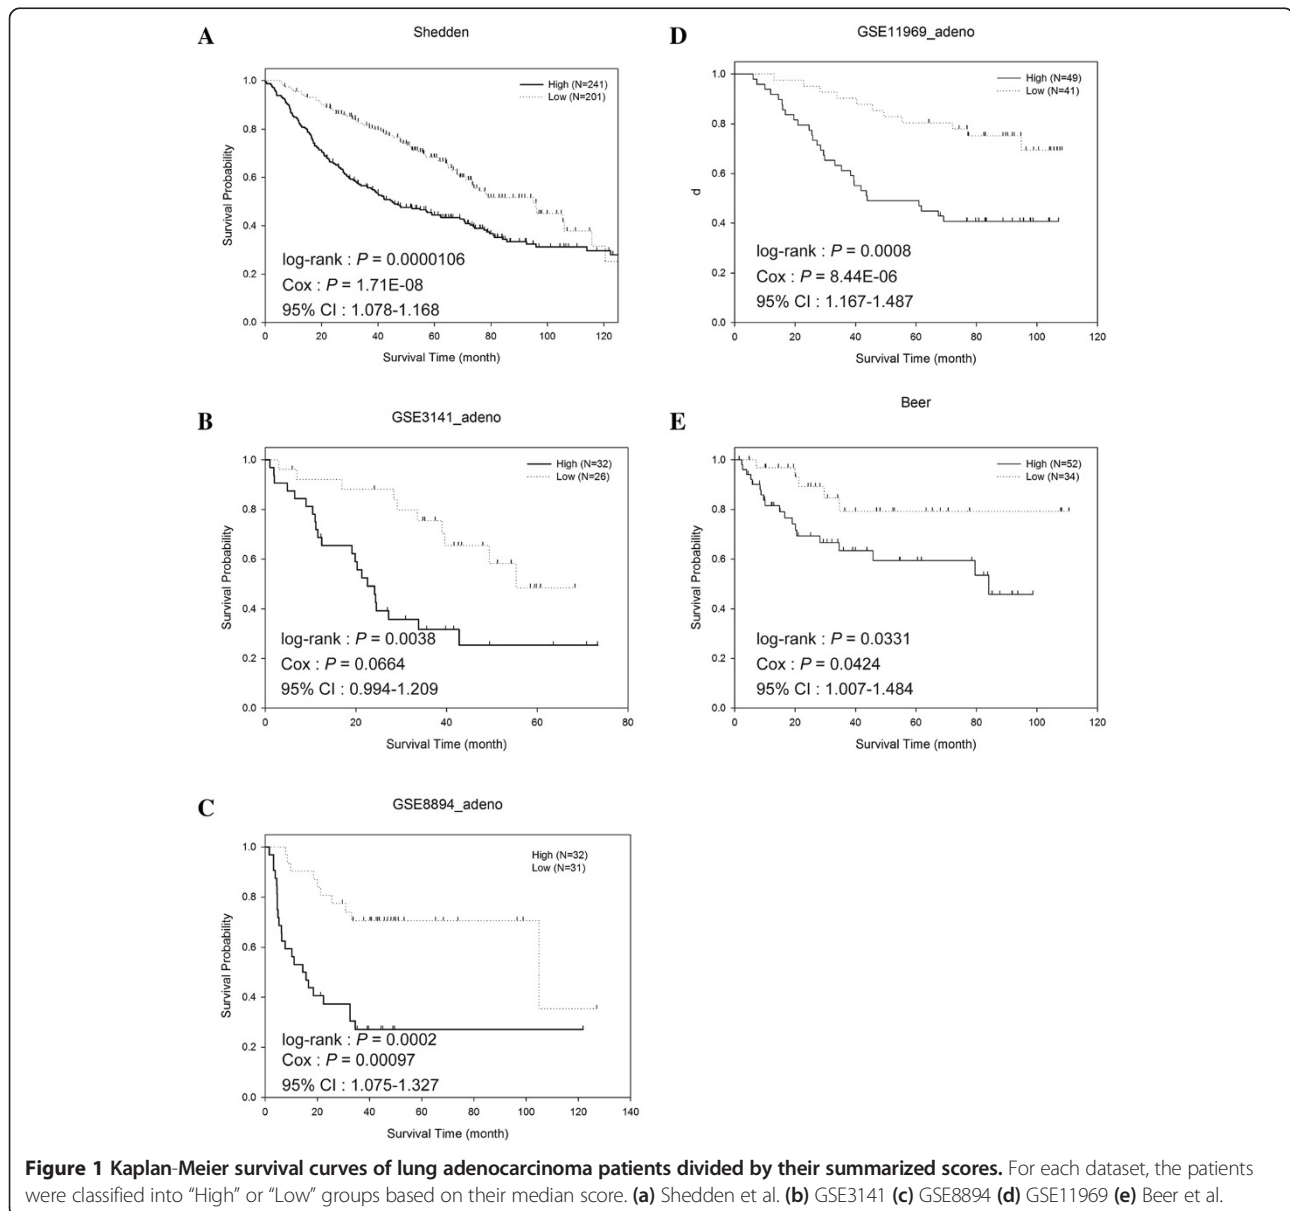 A
Shedden
High (N=241)
Low (N=201)
1.0
0.8
0.6
0.4
0.2
0.0
Survival Probability
log-rank : P = 0.0000106
Cox : P = 1.71E-08
95% CI : 1.078-1.168
0 20 40 60 80 100 120
Survival Time (month)
D
GSE11969_adeno
High (N=49)
Low (N=41)
1.0
0.8
0.6
0.4
0.2
0.0
d
log-rank : P = 0.0008
Cox : P = 8.44E-06
95% CI : 1.167-1.487
0 20 40 60 80 100 120
Survival Time (month)
B
GSE3141_adeno
High (N=32)
Low (N=26)
1.0
0.8
0.6
0.4
0.2
0.0
Survival Probability
log-rank : P = 0.0038
Cox : P = 0.0664
95% CI : 0.994-1.209
0 20 40 60 80
Survival Time (month)
E
Beer
High (N=52)
Low (N=34)
1.0
0.8
0.6
0.4
0.2
0.0
Survival Probability
log-rank : P = 0.0331
Cox : P = 0.0424
95% CI : 1.007-1.484
0 20 40 60 80 100 120
Survival Time (month)
C
GSE8894_adeno
High (N=32)
Low (N=31)
1.0
0.8
0.6
0.4
0.2
0.0
Survival Probability
log-rank : P = 0.0002
Cox : P = 0.00097
95% CI : 1.075-1.327
0 20 40 60 80 100 120 140
Survival Time (month)
Figure 1 Kaplan-Meier survival curves of lung adenocarcinoma patients divided by their summarized scores. For each dataset, the patients
were classified into “High” or “Low” groups based on their median score. (a) Shedden et al. (b) GSE3141 (c) GSE8894 (d) GSE11969 (e) Beer et al.